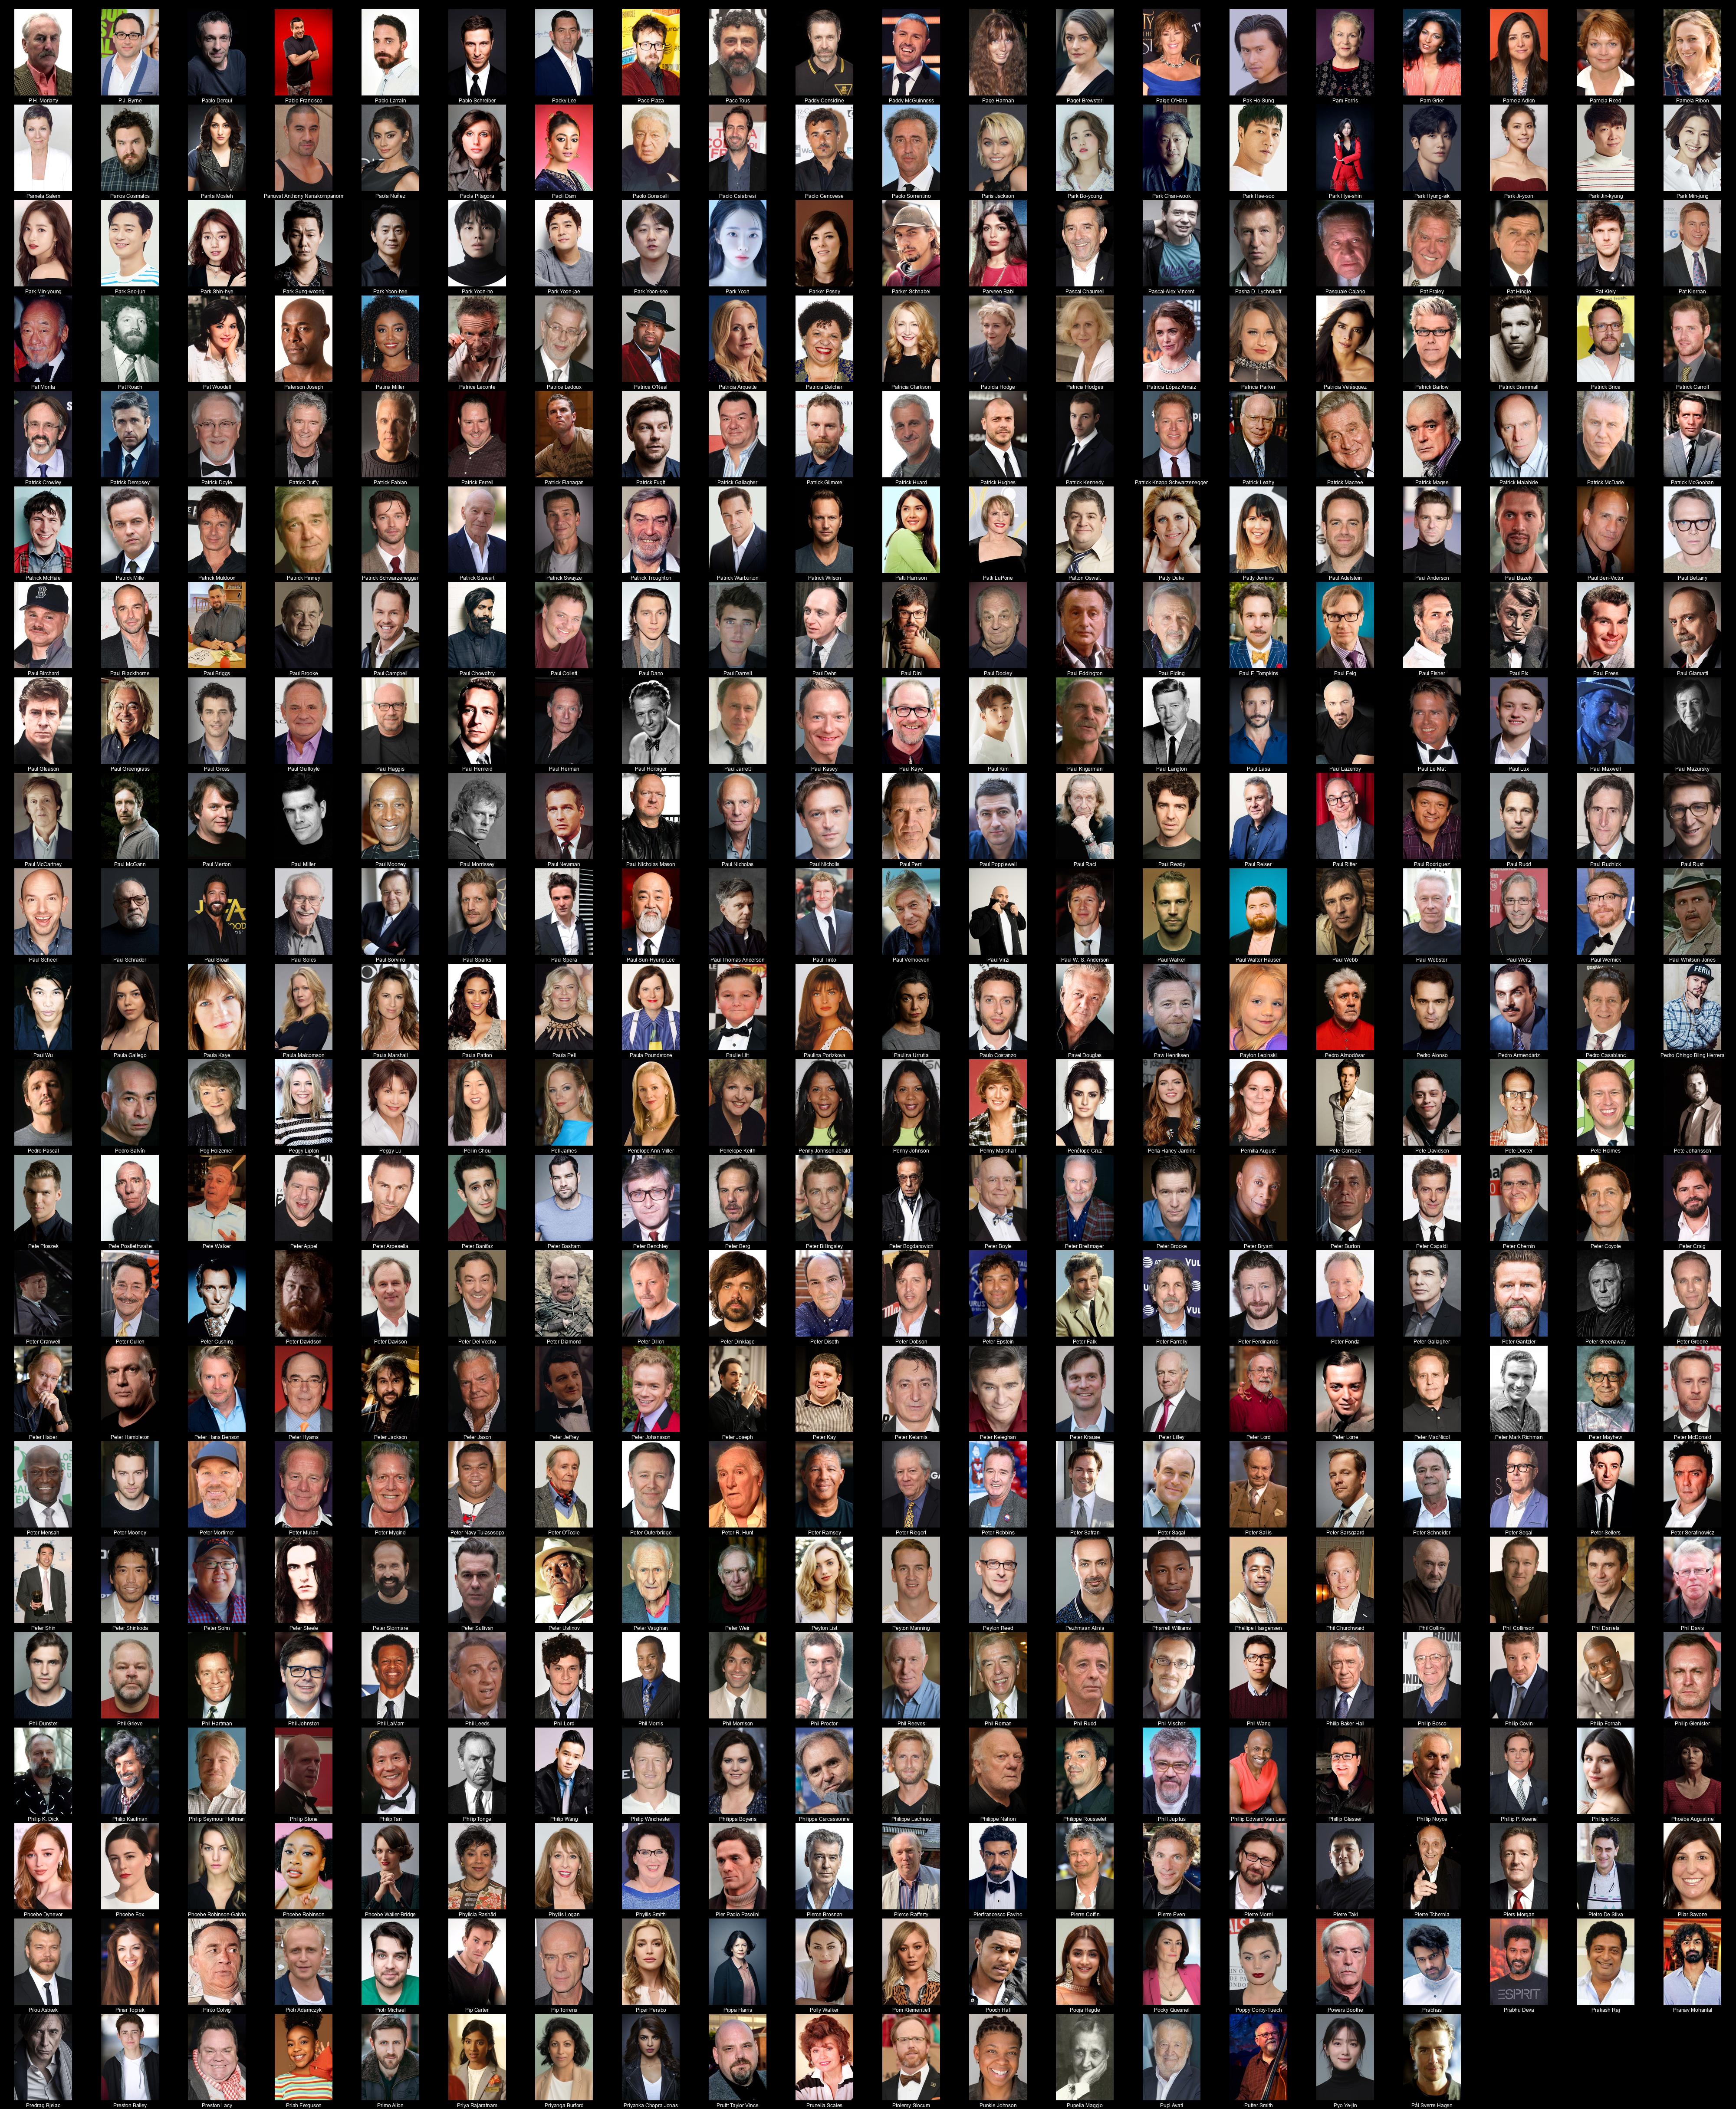 P.H. Moriarty P.J. Byrne Pablo Derqui Pablo Francisco Pablo Larraín Pablo Schreiber Packy Lee Paco Plaza Paco Tous Paddy Considine Paddy McGuinness Page Hannah Paget Brewster Paige O'Hara Pak Ho-Sung Pam Ferris Pam Grier Pamela Adlon Pamela Reed Pamela Ribon
Pamela Salem Panos Cosmatos Panta Mosleh Panuvat Anthony Nanakornpanom Paola Nuñez Paola Pitagora Paoli Dam Paolo Bonacelli Paolo Calabresi Paolo Genovese Paolo Sorrentino Paris Jackson Park Bo-young Park Chan-wook Park Hae-soo Park Hye-shin Park Hyung-sik Park Ji-yoon Park Jin-kyung Park Min-jung
Park Min-young Park Seo-jun Park Shin-hye Park Sung-woong Park Yoon-hee Park Yoon-ho Park Yoon-jae Park Yoon-seo Park Yoon Parker Posey Parker Schnabel Parveen Babi Pascal Chaumeil Pascal-Alex Vincent Pasha D. Lychnikoff Pasquale Cajano Pat Fraley Pat Hingle Pat Kiely Pat Kiernan
Pat Morita Pat Roach Pat Woodell Paterson Joseph Patina Miller Patrice Leconte Patrice Ledoux Patrice O'Neal Patricia Arquette Patricia Belcher Patricia Clarkson Patricia Hodge Patricia Hodges Patricia López Arnaiz Patricia Parker Patricia Velásquez Patrick Barlow Patrick Brammall Patrick Brice Patrick Carroll
Patrick Crowley Patrick Dempsey Patrick Doyle Patrick Duffy Patrick Fabian Patrick Ferrell Patrick Flanagan Patrick Fugit Patrick Gallagher Patrick Gilmore Patrick Huard Patrick Hughes Patrick Kennedy Patrick Knapp Schwarzenegger Patrick Leahy Patrick Macnee Patrick Magee Patrick Malahide Patrick McDade Patrick McGoohan
Patrick McHale Patrick Mille Patrick Muldoon Patrick Pinney Patrick Schwarzenegger Patrick Stewart Patrick Swayze Patrick Troughton Patrick Warburton Patrick Wilson Patti Harrison Patti LuPone Patton Oswalt Patty Duke Patty Jenkins Paul Adelstein Paul Anderson Paul Bazely Paul Ben-Victor Paul Bettany
Paul Birchard Paul Blackthorne Paul Briggs Paul Brooke Paul Campbell Paul Chowdhry Paul Collett Paul Dano Paul Darnell Paul Dehn Paul Dini Paul Dooley Paul Eddington Paul Eiding Paul F. Tompkins Paul Feig Paul Fisher Paul Fix Paul Frees Paul Giamatti
Paul Gleason Paul Greengrass Paul Gross Paul Guilfoyle Paul Haggis Paul Henreid Paul Herman Paul Hörbiger Paul Jarrett Paul Kasey Paul Kaye Paul Kim Paul Kligerman Paul Langton Paul Lasa Paul Lazenby Paul Le Mat Paul Lux Paul Maxwell Paul Mazursky
Paul McCartney Paul McGann Paul Merton Paul Miller Paul Mooney Paul Morrissey Paul Newman Paul Nicholas Mason Paul Nicholas Paul Nicholls Paul Perri Paul Popplewell Paul Raci Paul Ready Paul Reiser Paul Ritter Paul Rodríguez Paul Rudd Paul Rudnick Paul Rust
Paul Scheer Paul Schrader Paul Sloan Paul Soles Paul Sorvino Paul Sparks Paul Spera Paul Sun-Hyung Lee Paul Thomas Anderson Paul Tinto Paul Verhoeven Paul Virzì Paul W. S. Anderson Paul Walker Paul Walter Hauser Paul Webb Paul Webster Paul Weitz Paul Wernick Paul Whitsun-Jones
Paul Wu Paula Gallego Paula Kaye Paula Malcomson Paula Marshall Paula Patton Paula Pell Paula Poundstone Paulie Litt Paulina Porizkova Paulina Urrutia Paulo Costanzo Pavel Douglas Paw Henriksen Payton Lepinski Pedro Almodóvar Pedro Alonso Pedro Armendáriz Pedro Casablanc Pedro Chingo Bling Herrera
Pedro Pascal Pedro Salvín Peg Holzemer Peggy Lipton Peggy Lu Peilin Chou Pell James Penelope Ann Miller Penelope Keith Penny Johnson Jerald Penny Johnson Penny Marshall Penélope Cruz Perla Haney-Jardine Pernilla August Pete Correale Pete Davidson Pete Docter Pete Holmes Pete Johansson
Pete Ploszek Pete Postlethwaite Pete Walker Peter Appel Peter Arpesella Peter Banifaz Peter Basham Peter Benchley Peter Berg Peter Billingsley Peter Bogdanovich Peter Boyle Peter Breitmayer Peter Brooke Peter Bryant Peter Burton Peter Capaldi Peter Chernin Peter Coyote Peter Craig
Peter Cranwell Peter Cullen Peter Cushing Peter Davidson Peter Davison Peter Del Vecho Peter Diamond Peter Dillon Peter Dinklage Peter Diseth Peter Dobson Peter Epstein Peter Falk Peter Farrelly Peter Ferdinando Peter Fonda Peter Gallagher Peter Gantzler Peter Greenaway Peter Greene
Peter Haber Peter Hambleton Peter Hans Benson Peter Hyams Peter Jackson Peter Jason Peter Jeffrey Peter Johansson Peter Joseph Peter Kay Peter Kelamis Peter Keleghan Peter Krause Peter Lilley Peter Lord Peter Lorre Peter MacNicol Peter Mark Richman Peter Mayhew Peter McDonald
Peter Mensah Peter Mooney Peter Mortimer Peter Mullan Peter Mygind Peter Navy Tuiasosopo Peter O'Toole Peter Outerbridge Peter R. Hunt Peter Ramsey Peter Riegert Peter Robbins Peter Safran Peter Sagal Peter Sallis Peter Sarsgaard Peter Schneider Peter Segal Peter Sellers Peter Serafinowicz
Peter Shin Peter Shinkoda Peter Sohn Peter Steele Peter Stormare Peter Sullivan Peter Ustinov Peter Vaughan Peter Weir Peyton List Peyton Manning Peyton Reed Pezhmaan Alinia Pharrell Williams Phellipe Haagensen Phil Churchward Phil Collins Phil Collinson Phil Daniels Phil Davis
Phil Dunster Phil Grieve Phil Hartman Phil Johnston Phil LaMarr Phil Leeds Phil Lord Phil Morris Phil Morrison Phil Proctor Phil Reeves Phil Roman Phil Rudd Phil Vischer Phil Wang Philip Baker Hall Philip Bosco Philip Covin Philip Fornah Philip Glenister
Philip K. Dick Philip Kaufman Philip Seymour Hoffman Philip Stone Philip Tan Philip Tonge Philip Wang Philip Winchester Philippa Boyens Philippe Carcassonne Philippe Lacheau Philippe Nahon Philippe Rousselet Phill Jupitus Phillip Edward Van Lear Phillip Glasser Phillip Noyce Phillip P. Keene Phillipa Soo Phoebe Augustine
Phoebe Dynevor Phoebe Fox Phoebe Robinson-Galvin Phoebe Robinson Phoebe Waller-Bridge Phylicia Rashād Phyllis Logan Phyllis Smith Pier Paolo Pasolini Pierce Brosnan Pierce Rafferty Pierfrancesco Favino Pierre Coffin Pierre Even Pierre Morel Pierre Taki Pierre Tchernia Piers Morgan Pietro De Silva Pilar Savone
Pilou Asbæk Pinar Toprak Pinto Colvig Piotr Adamczyk Piotr Michael Pip Carter Pip Torrens Piper Perabo Pippa Harris Polly Walker Pom Klementieff Pooch Hall Pooja Hegde Pooky Quesnel Poppy Corby-Tuech Powers Boothe Prabhas Prabhu Deva Prakash Raj Pranav Mohanlal
Predrag Bjelac Preston Bailey Preston Lacy Priah Ferguson Primo Allon Priya Rajaratnam Priyanga Burford Priyanka Chopra Jonas Pruitt Taylor Vince Prunella Scales Ptolemy Slocum Punkie Johnson Pupella Maggio Pupi Avati Putter Smith Pyo Ye-jin Pål Sverre Hagen